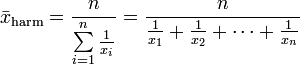 x̄_harm = n / ∑_{i=1}^{n} 1/x_i = n / (1/x_1 + 1/x_2 + ⋯ + 1/x_n)